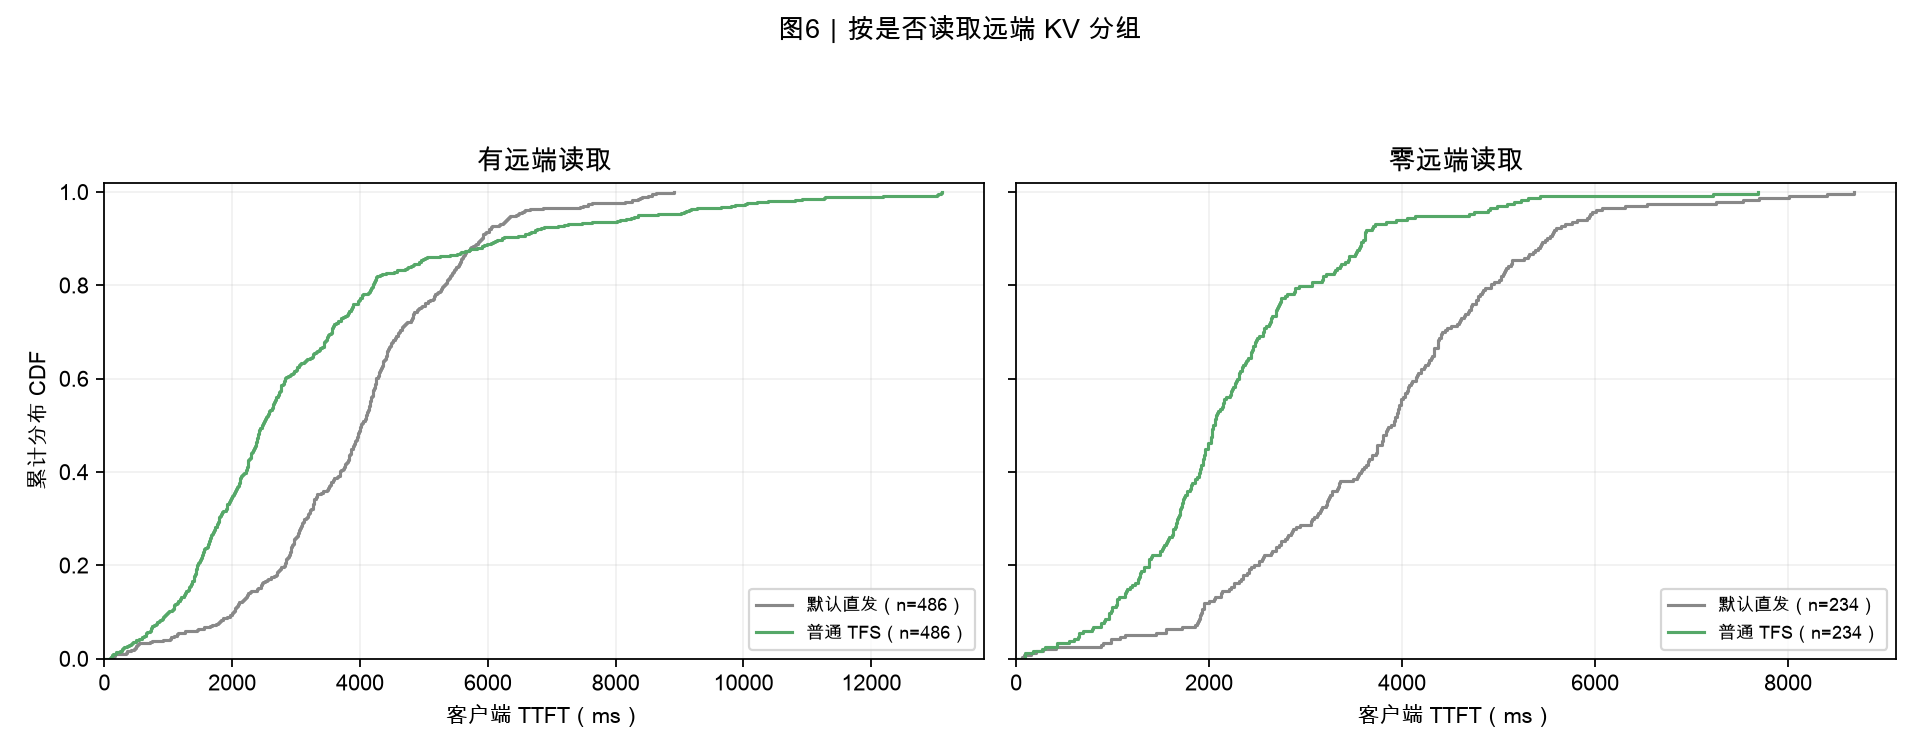 图6 | 按是否读取远端 KV 分组
有远端读取
累计分布 CDF
1.0
0.8
0.6
0.4
0.2
0.0
默认直发 ( n=486 )
普通 TFS ( n=486 )
0 2000 4000 6000 8000 10000 12000
客户端 TTFT ( ms )
零远端读取
默认直发 ( n=234 )
普通 TFS ( n=234 )
0 2000 4000 6000 8000
客户端 TTFT ( ms )